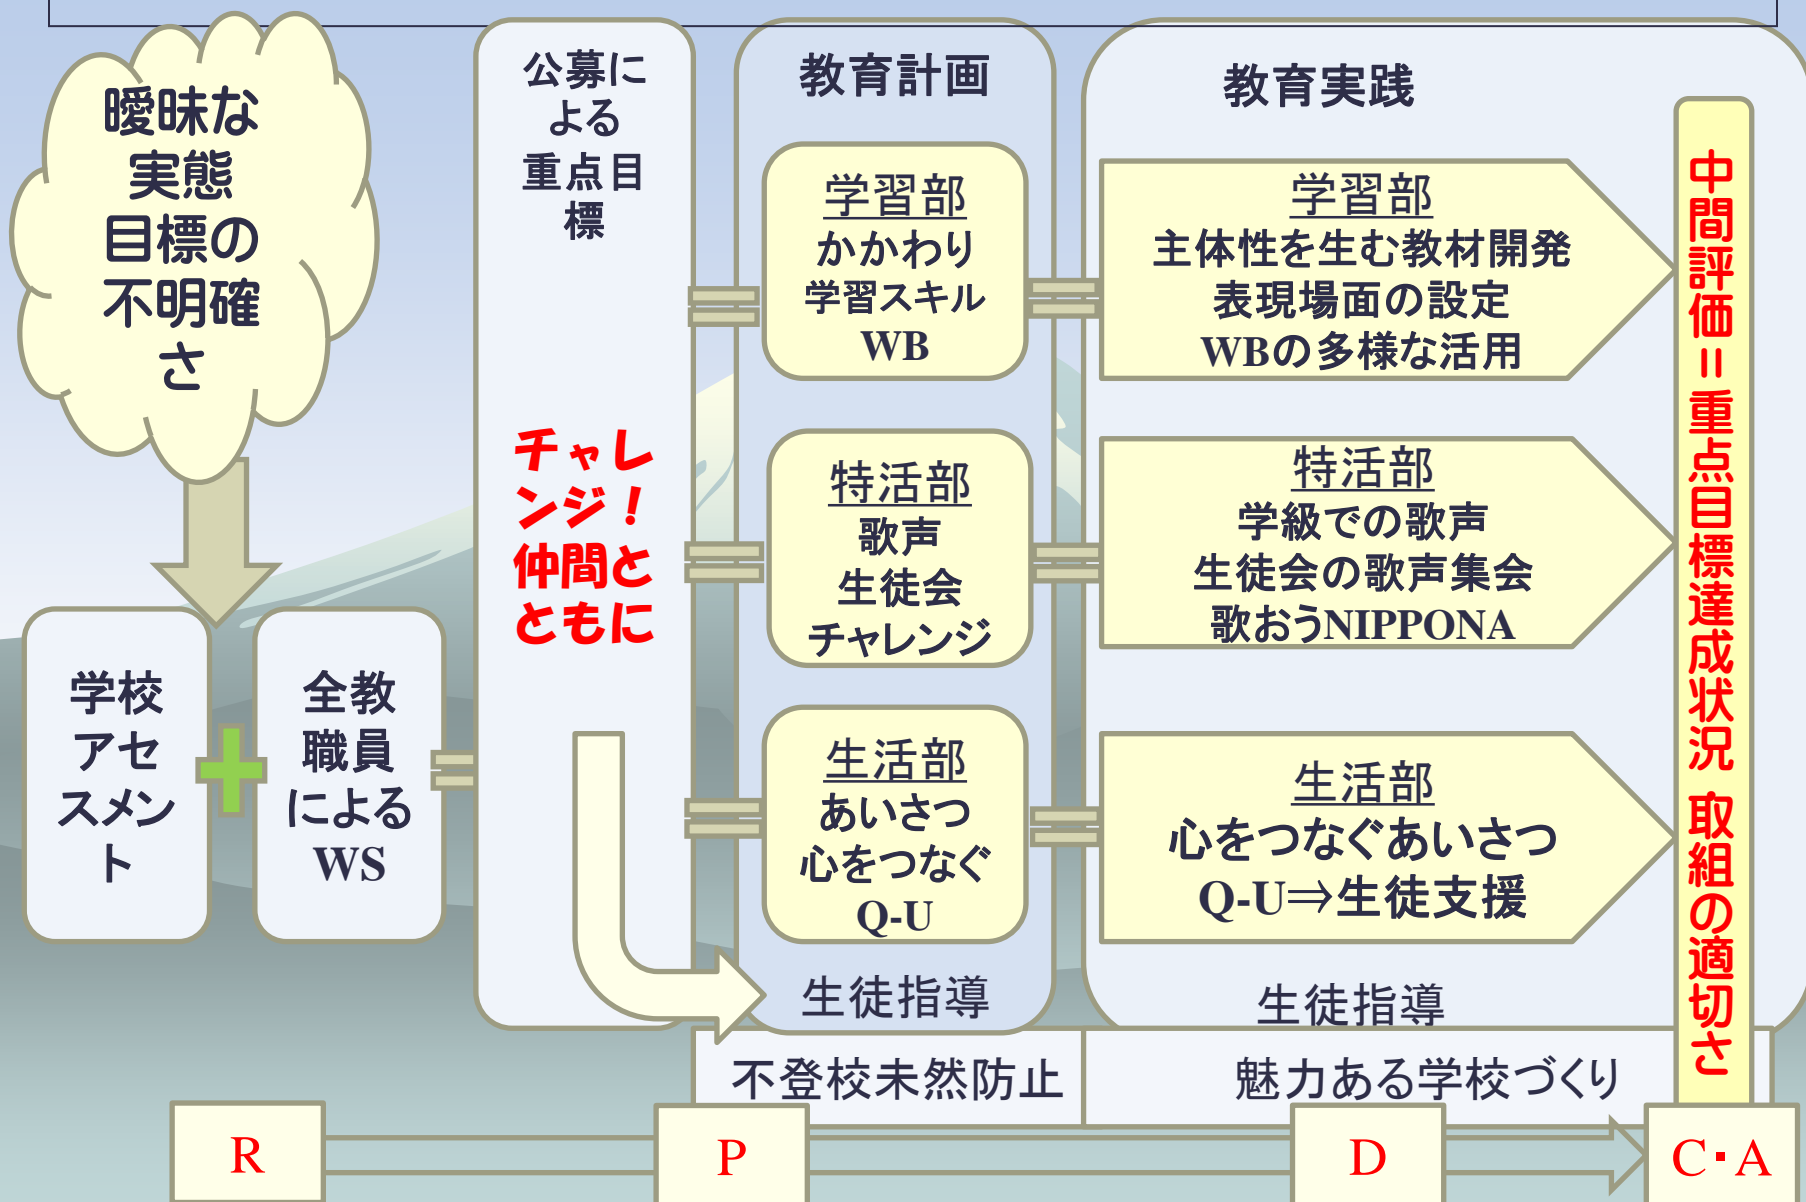 曖昧な
実態
目標の
不明確
さ
学校
アセ
スメン
ト
全教
職員
による
WS
公募に
よる
重点目
標
チャレ
ンジ！
仲間と
ともに
教育計画
学習部
かかわり
学習スキル
WB
特活部
歌声
生徒会
チャレンジ
生活部
あいさつ
心をつなぐ
Q-U
生徒指導
教育実践
学習部
主体性を生む教材開発
表現場面の設定
WBの多様な活用
特活部
学級での歌声
生徒会の歌声集会
歌おうNIPPONA
生活部
心をつなぐあいさつ
Q-U⇒生徒支援
生徒指導
中間評価＝重点目標達成状況 取組の適切さ
不登校未然防止
魅力ある学校づくり
R
P
D
C・A